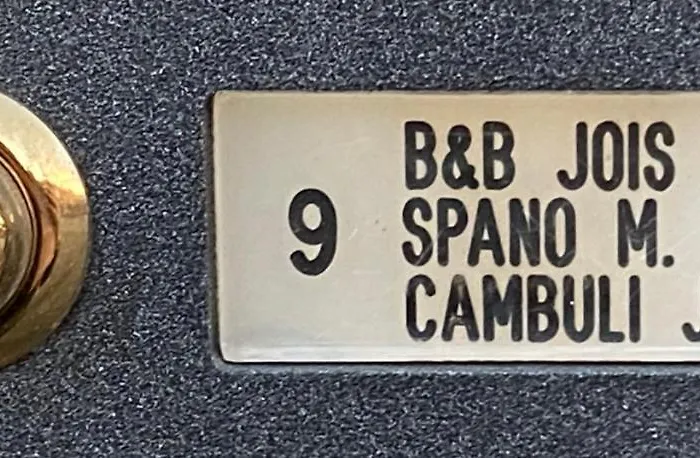 9
B&B JOIS
SPANO M.
CAMBULI J